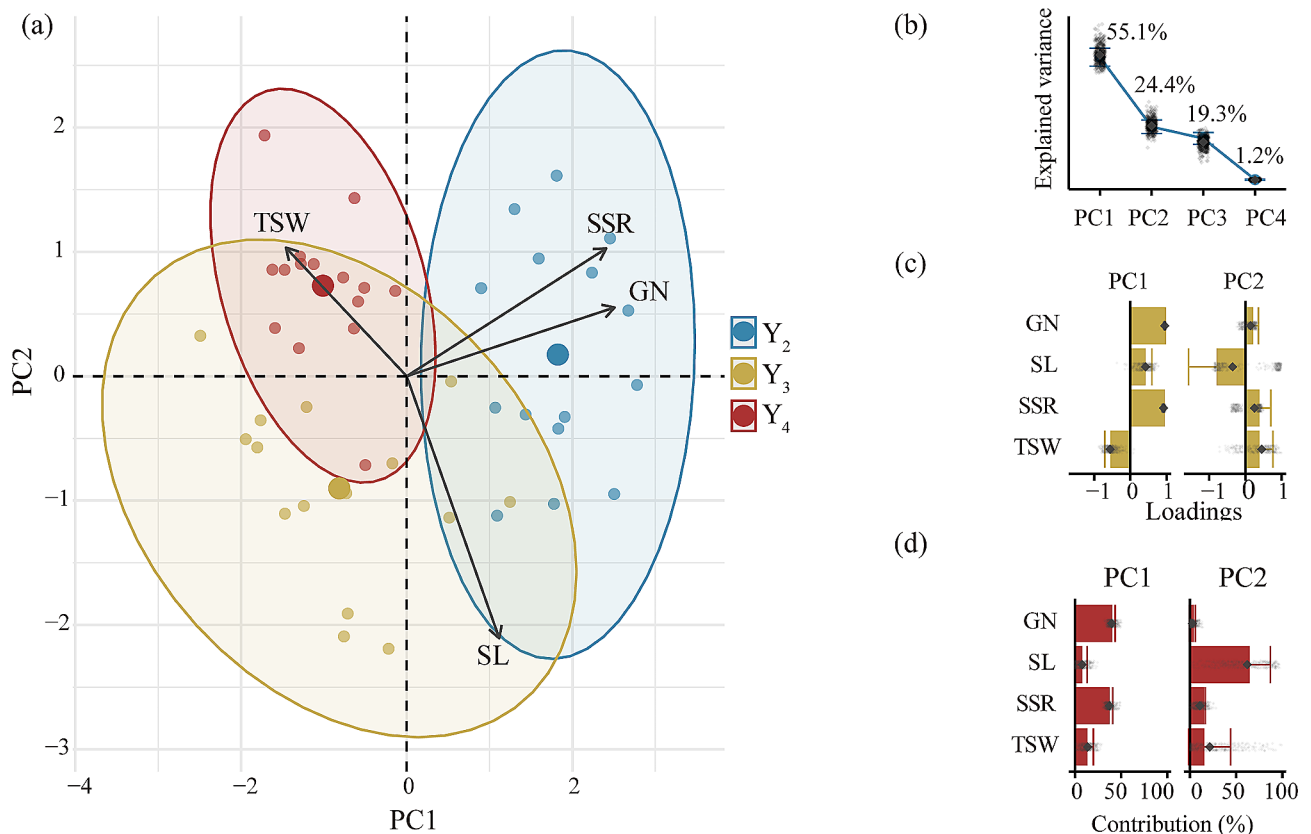 (a)
PC2
2
1
0
−1
−2
−3
TSW
SSR
GN
SL
−4
−2
0
2
PC1
Y2
Y3
Y4
(b)
Explained variance
55.1%
24.4%
19.3%
1.2%
PC1 PC2 PC3 PC4
(c)
PC1 PC2
GN
SL
SSR
TSW
−1 0 1 −1 0 1
Loadings
(d)
PC1 PC2
GN
SL
SSR
TSW
0 50 100 0 50 100
Contribution (%)